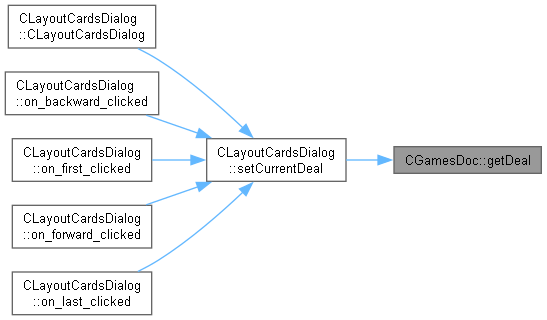 CLayoutCardsDialog
::CLayoutCardsDialog
CLayoutCardsDialog
::on_backward_clicked
CLayoutCardsDialog
::on_first_clicked
CLayoutCardsDialog
::on_forward_clicked
CLayoutCardsDialog
::on_last_clicked
CLayoutCardsDialog
::setCurrentDeal
CGamesDoc::getDeal